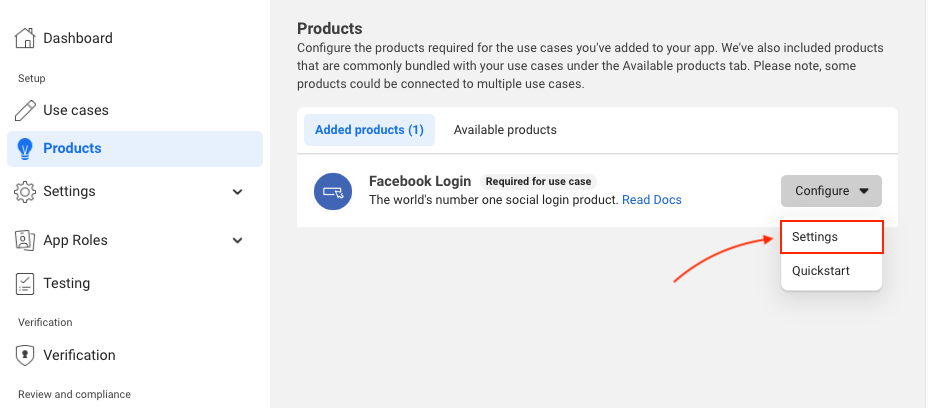 Dashboard
Setup
Use cases
Products
Settings
App Roles
Testing
Verification
Verification
Review and compliance
Products
Configure the products required for the use cases you've added to your app. We've also included products
that are commonly bundled with your use cases under the Available products tab. Please note, some
products could be connected to multiple use cases.
Added products (1) Available products
Facebook Login Required for use case
The world's number one social login product. Read Docs
Configure
Settings
Quickstart